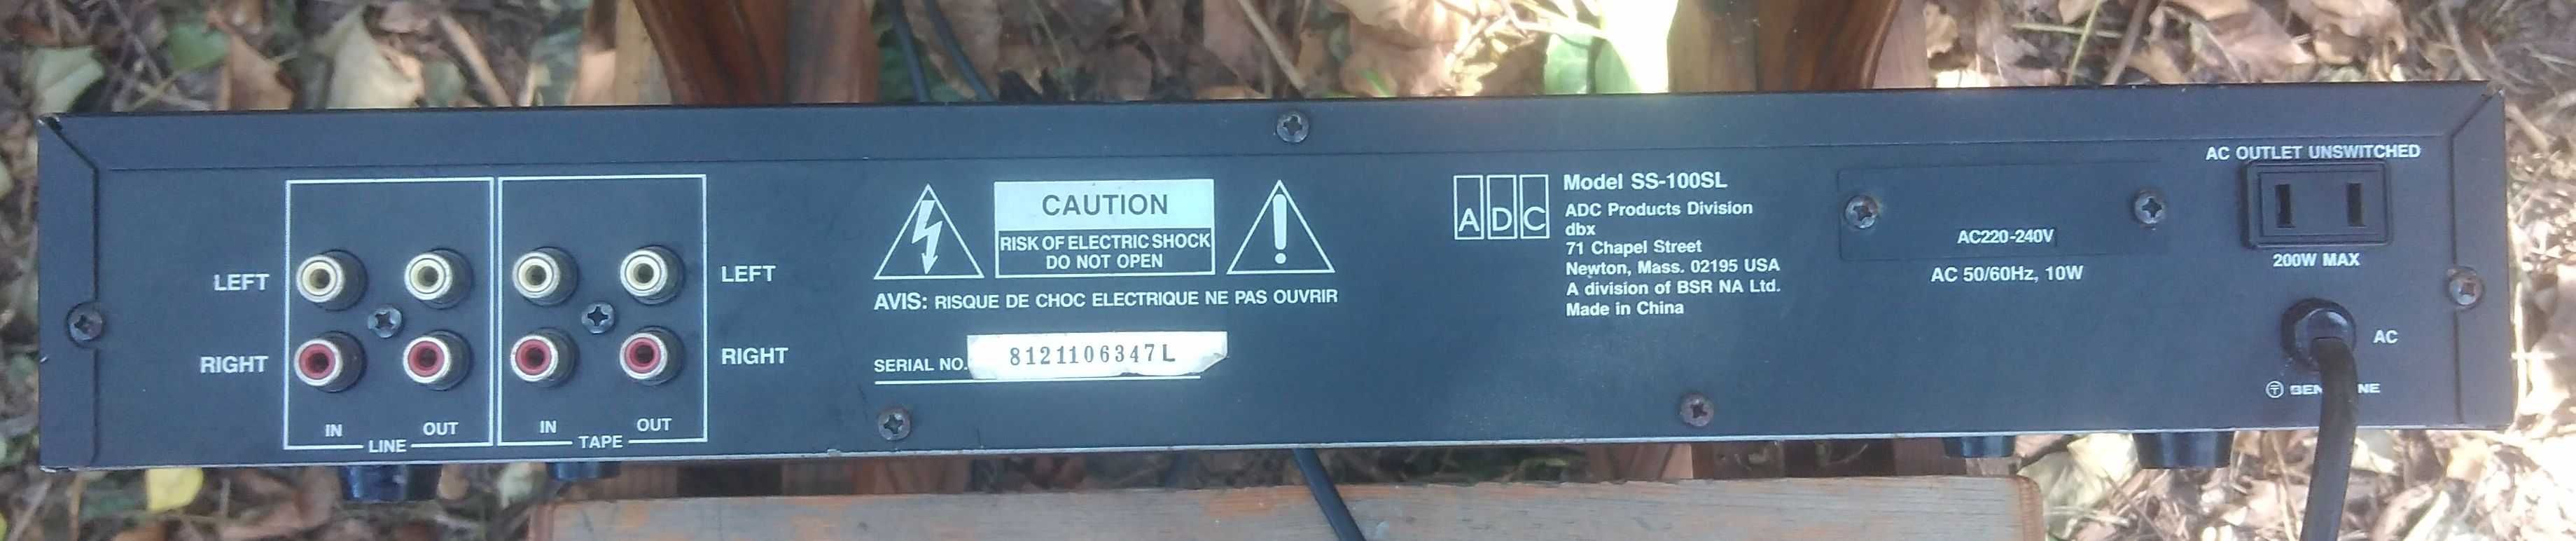 LEFT
RIGHT
IN
OUT
LINE
IN
OUT
TAPE
LEFT
RIGHT
CAUTION
RISK OF ELECTRIC SHOCK
DO NOT OPEN
AVIS: RISQUE DE CHOC ELECTRIQUE NE PAS OUVRIR
SERIAL NO. 8121106347L
ADC
Model SS-100SL
ADC Products Division
dbx
71 Chapel Street
Newton, Mass. 02195 USA
A division of BSR NA Ltd.
Made in China
AC220-240V
AC 50/60Hz, 10W
AC OUTLET UNSWITCHED
200W MAX
AC